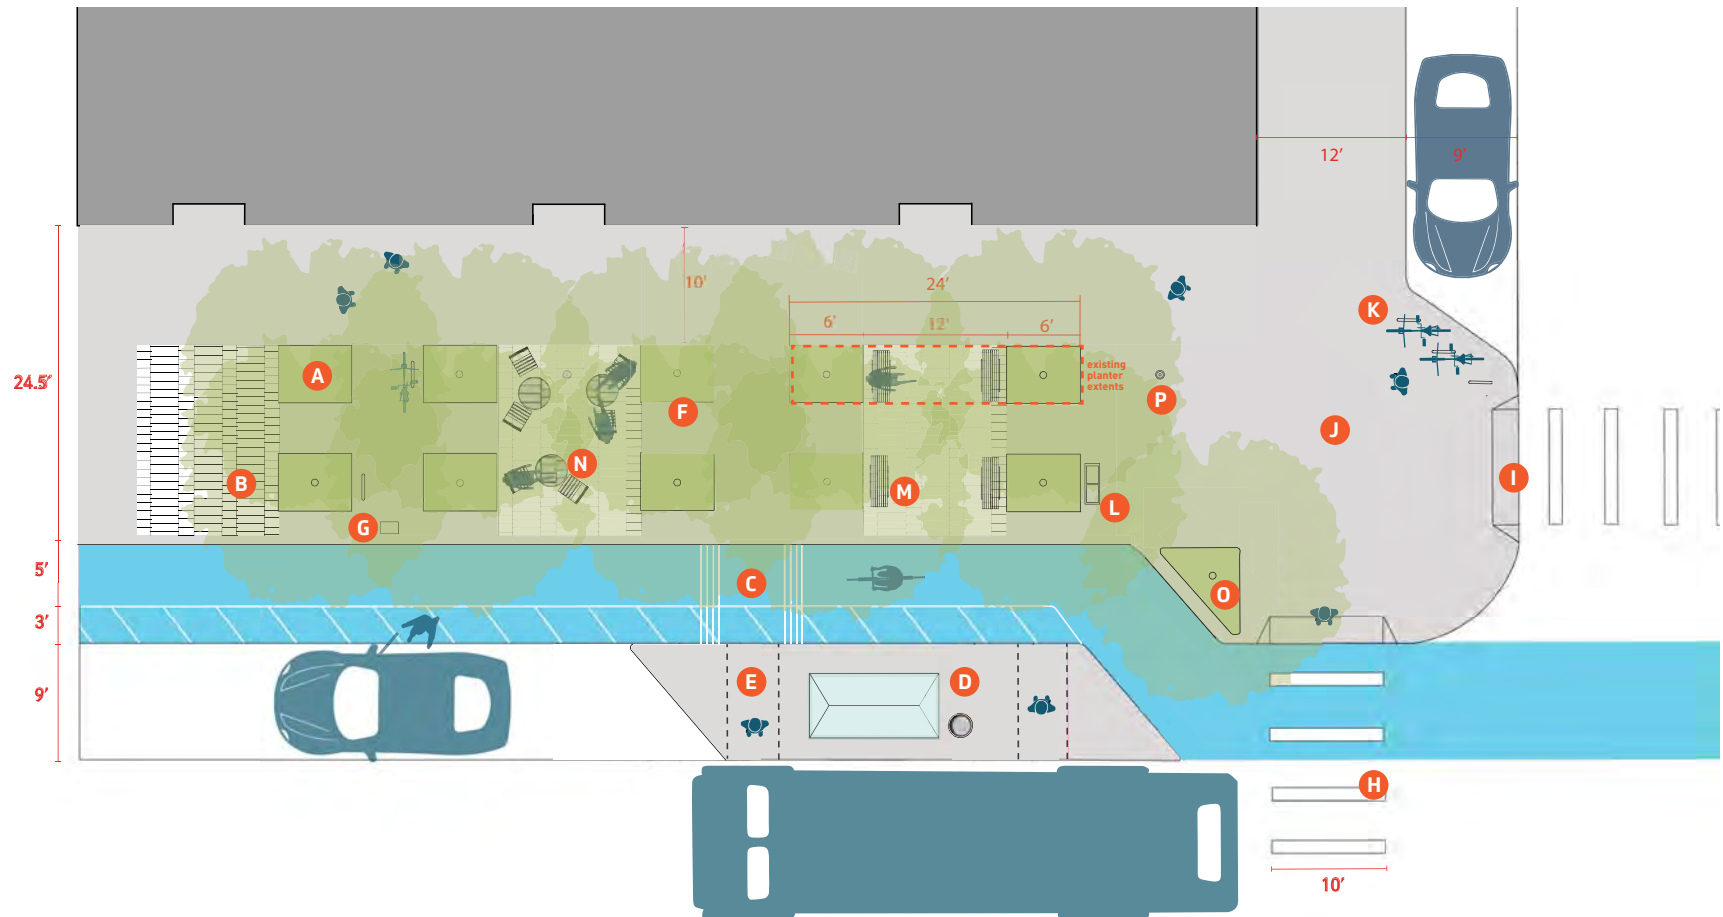 12’
9’
K
10’
24’
6’
12’
6’
existing
planter
extents
24.5’
A
F
P
J
B
N
M
L
I
G
5’
C
O
3’
9’
E
D
H
10’